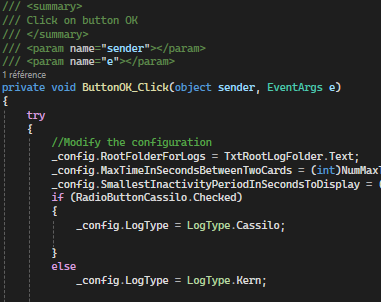 /// <summary>
/// Click on button OK
/// </summary>
/// <param name="sender"></param>
/// <param name="e"></param>
1 référence
private void ButtonOK_Click(object sender, EventArgs e)
{
try
{
//Modify the configuration
_config.RootFolderForLogs = TxtRootLogFolder.Text;
_config.MaxTimeInSecondsBetweenTwoCards = (int)NumMaxT
_config.SmallestInactivityPeriodInSecondsToDisplay = (
if (RadioButtonCassilo.Checked)
{
_config.LogType = LogType.Cassilo;
}
else
_config.LogType = LogType.Kern;